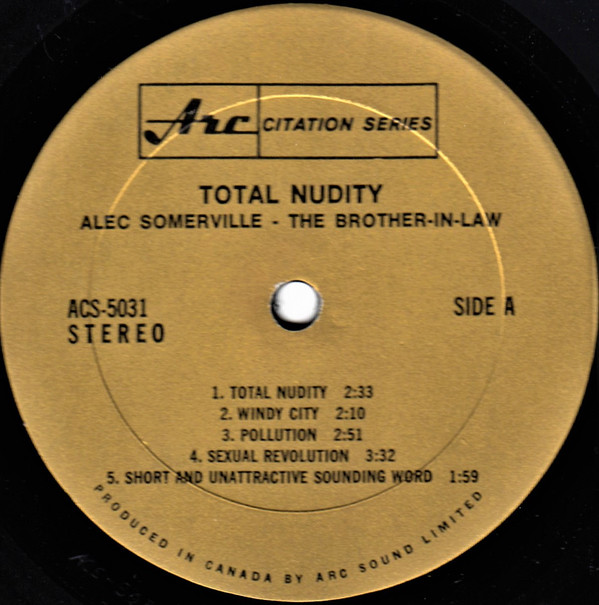 Arc CITATION SERIES
TOTAL NUDITY
ALEC SOMERVILLE - THE BROTHER-IN-LAW
ACS-5031 SIDE A
STEREO
1. TOTAL NUDITY 2:33
2. WINDY CITY 2:10
3. POLLUTION 2:51
4. SEXUAL REVOLUTION 3:32
5. SHORT AND UNATTRACTIVE SOUNDING WORD 1:59
PRODUCED IN CANADA BY ARC SOUND LIMITED